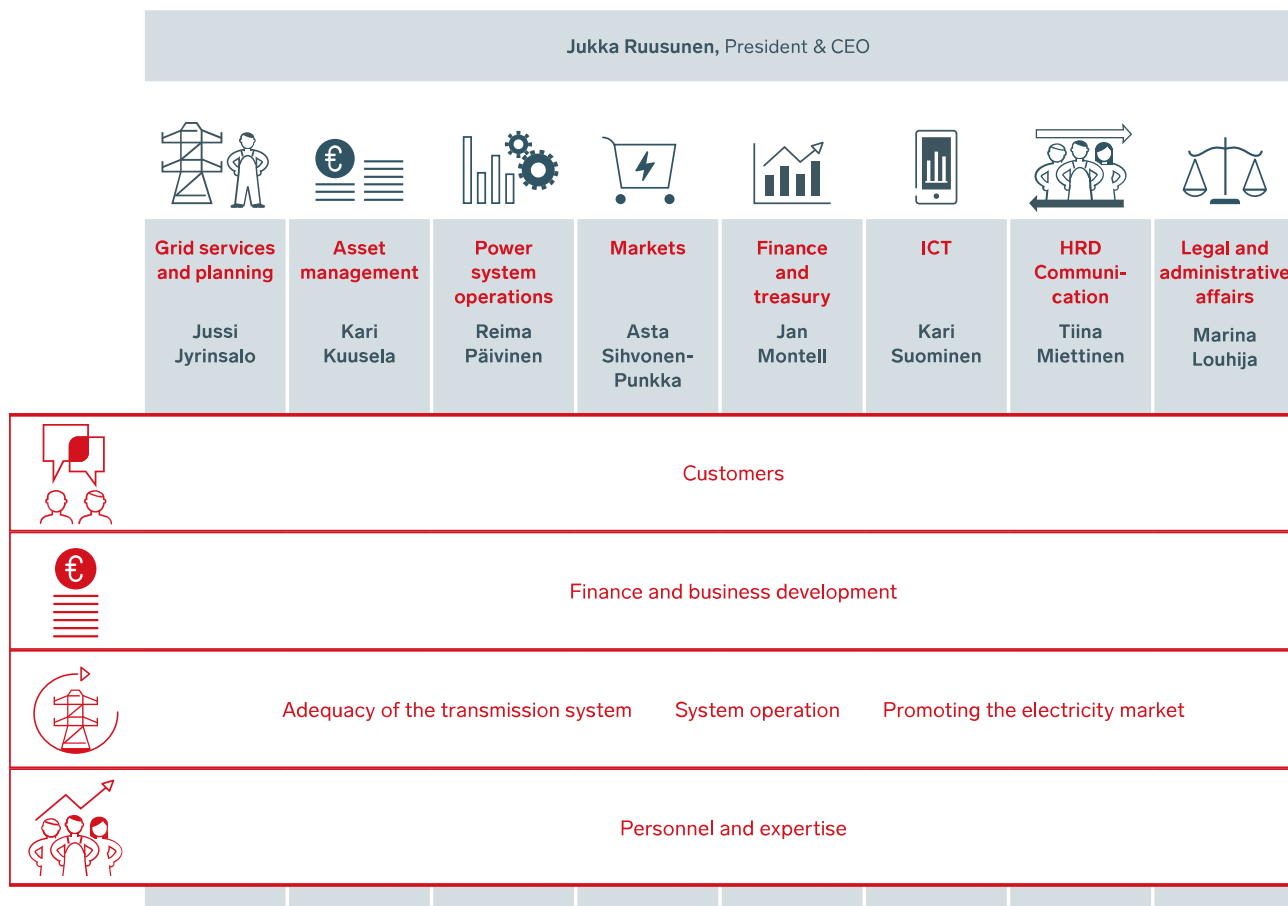 Jukka Ruusunen, President & CEO
€
Grid services
and planning
Jussi
Jyrinsalo
Asset
management
Kari
Kuusela
Power
system
operations
Reima
Päivinen
Markets
Asta
Sihvonen-
Punkka
Finance
and
treasury
Jan
Montell
ICT
Kari
Suominen
HRD
Communi-
cation
Tiina
Miettinen
Legal and
administrative
affairs
Marina
Louhija
Customers
€
Finance and business development
Adequacy of the transmission system System operation Promoting the electricity market
Personnel and expertise